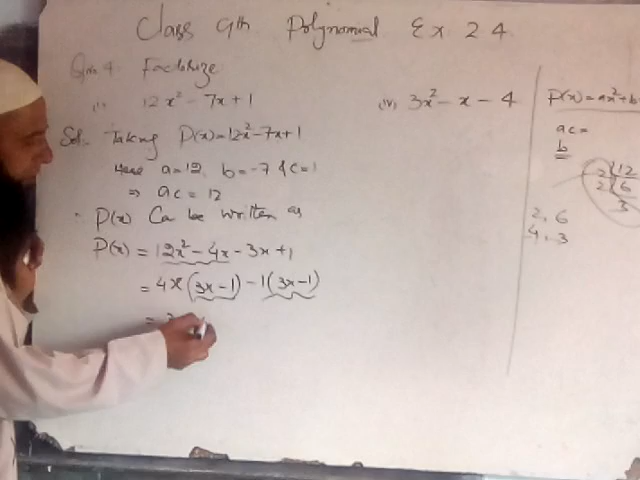 Class 9th Polynomial Ex 2 4
Qno. 4 Factorize
(i) 12x² - 7x + 1
(iv) 3x² - x - 4
Sol:. Taking P(x) = 12x² - 7x + 1
Here a = 12, b = -7 & c = 1
⇒ ac = 12
∴ P(x) Can be written as
P(x) = 12x² - 4x - 3x + 1
= 4x (3x - 1) - 1 (3x - 1)
=
P(x) = ax² + b
ac =
b
2 12
2 6
3
2, 6
4, 3